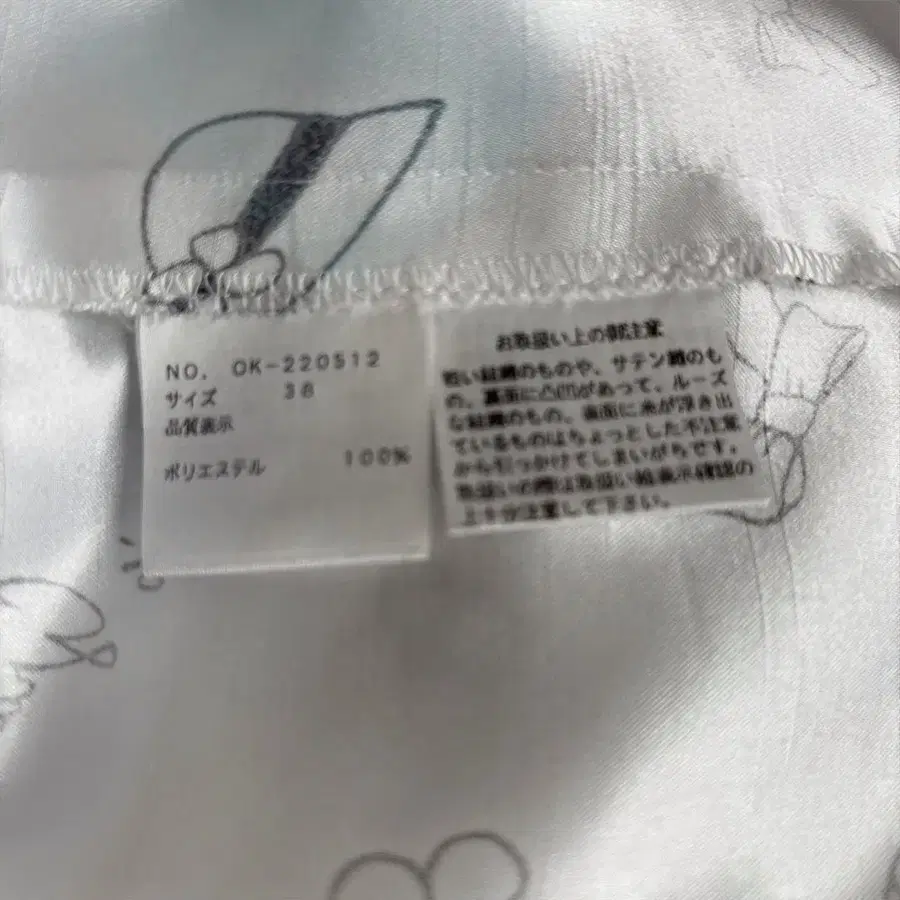 NO. OK-220512
サイズ 38
品質表示
ポリエステル 100%
お取扱い上の御注意
粗い組織のものや、サテン織のも
の、裏面に凸凹があって、ルーズ
な組織のもの、表面に糸が浮き出
ているものはちょっとした不注意
から引っかけてしまいがちです。
取扱いの際は取扱い絵表示確認の
上十分注意して下さい。